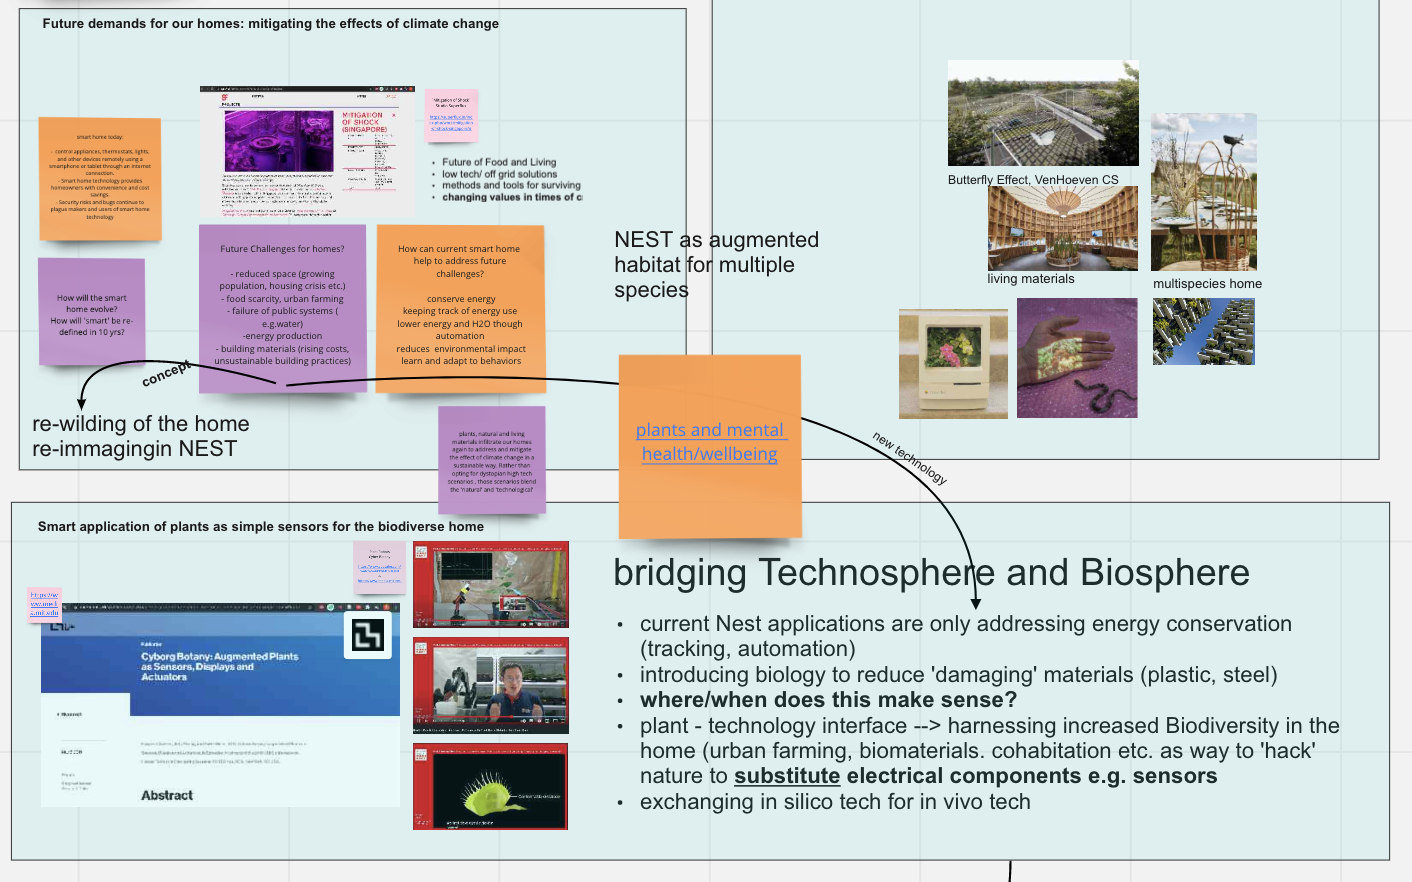 Future demands for our homes: mitigating the effects of climate change
smart home today:
- control appliances, thermostats, lights,
and other devices remotely using a
smartphone or tablet through an internet
connection.
- Smart home technology provides
homeowners with convenience and cost
savings.
- Security risks and bugs continue to
plague makers and users of smart home
technology
PROJECTS
MITIGATION
OF SHOCK
(SINGAPORE)
Mitigation of Shock
Studio Superflux
• Future of Food and Living
• low tech/ off grid solutions
• methods and tools for surviving
• changing values in times of c
How will the smart
home evolve?
How will 'smart' be re-
defined in 10 yrs?
Future Challenges for homes?
- reduced space (growing
population, housing crisis etc.)
- food scarcity, urban farming
- failure of public systems (
e.g.water)
-energy production
- building materials (rising costs,
unsustainable building practices)
How can current smart home
help to address future
challenges?
conserve energy
keeping track of energy use
lower energy and H2O though
automation
reduces environmental impact
learn and adapt to behaviors
concept
re-wilding of the home
re-immagingin NEST
plants, natural and living
materials infiltrate our homes
again to address and mitigate
the effect of climate change in a
sustainable way. Rather than
opting for dystopian high tech
scenarios, those scenarios blend
the 'natural' and 'technological'
NEST as augmented
habitat for multiple
species
Butterfly Effect, VenHoeven CS
living materials
multispecies home
plants and mental
health/wellbeing
new technology
Smart application of plants as simple sensors for the biodiverse home
https://w
Cyborg Botany: Augmented Plants
as Sensors, Displays and
Actuators
Abstract
bridging Technosphere and Biosphere
• current Nest applications are only addressing energy conservation
(tracking, automation)
• introducing biology to reduce 'damaging' materials (plastic, steel)
• where/when does this make sense?
• plant - technology interface --> harnessing increased Biodiversity in the
home (urban farming, biomaterials. cohabitation etc. as way to 'hack'
nature to substitute electrical components e.g. sensors
• exchanging in silico tech for in vivo tech